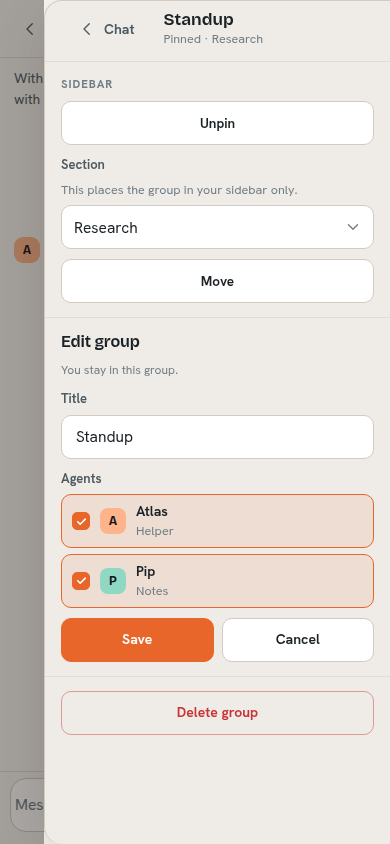 Chat
Standup
Pinned · Research
With
with
A
Mes
SIDEBAR
Unpin
Section
This places the group in your sidebar only.
Research
Move
Edit group
You stay in this group.
Title
Standup
Agents
A
Atlas
Helper
P
Pip
Notes
Save
Cancel
Delete group